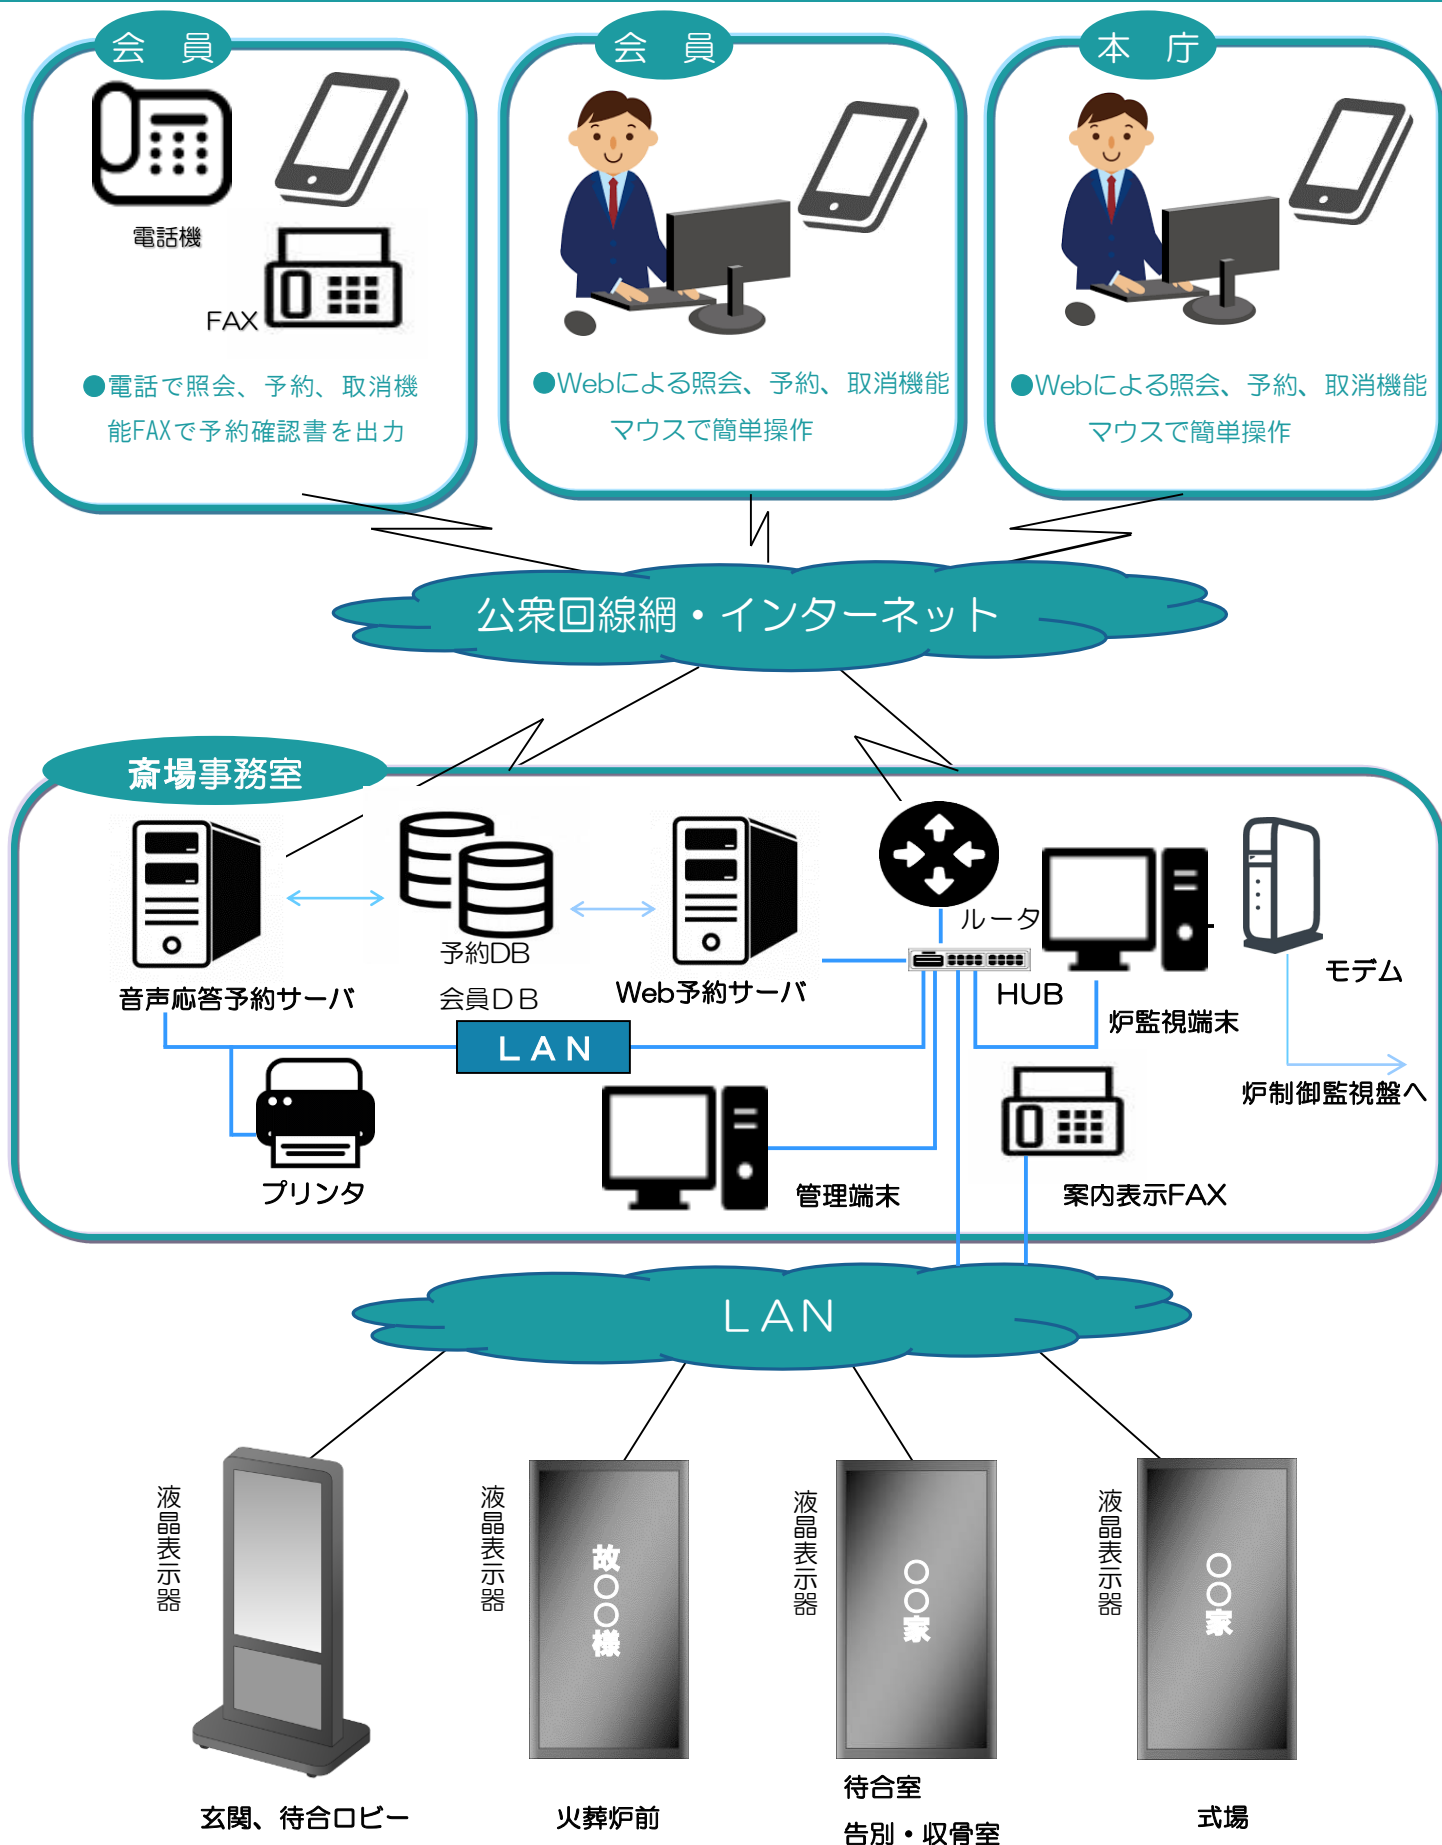 会　員
電話機
FAX
●電話で照会、予約、取消機
能FAXで予約確認書を出力
会　員
●Webによる照会、予約、取消機能
マウスで簡単操作
本　庁
●Webによる照会、予約、取消機能
マウスで簡単操作
公衆回線網・インターネット
斎場事務室
音声応答予約サーバ
予約DB
会員ＤＢ
Web予約サーバ
ルータ
HUB
炉監視端末
モデム
炉制御監視盤へ
ＬＡＮ
プリンタ
管理端末
案内表示FAX
ＬＡＮ
液晶表示器
玄関、待合ロビー
液晶表示器
故〇〇様
火葬炉前
液晶表示器
〇〇家
待合室
告別・収骨室
液晶表示器
〇〇家
式場